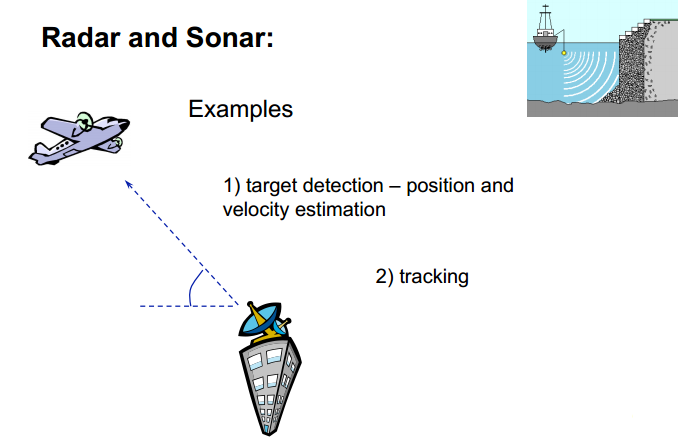 Radar and Sonar:
Examples
1) target detection – position and
velocity estimation
2) tracking